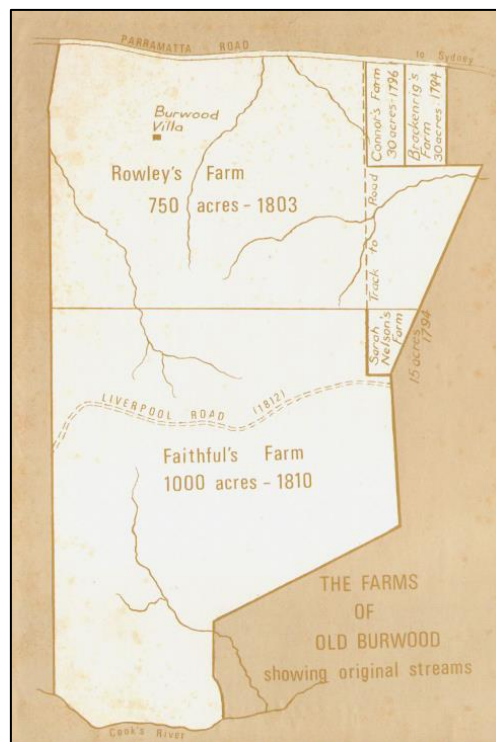 PARRAMATTA ROAD
to Sydney
Burwood
Villa
Connor's Farm
30 acres-1796
Brackenrig's
Farm
30 acres-1794
Rowley's Farm
750 acres - 1803
Track to Road
Sarah
Nelson's
Farm
15 acres
1794
LIVERPOOL ROAD (1812)
Faithful's Farm
1000 acres - 1810
THE FARMS
OF
OLD BURWOOD
showing original streams
Cook's River